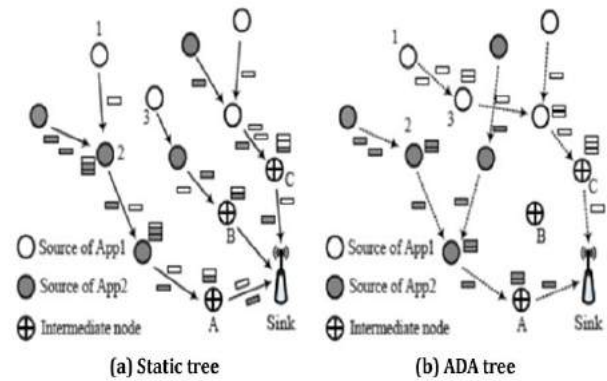 1
3
2
C
B
A
Sink
Source of App1
Source of App2
Intermediate node
(a) Static tree
1
3
2
C
B
A
Sink
Source of App1
Source of App2
Intermediate node
(b) ADA tree